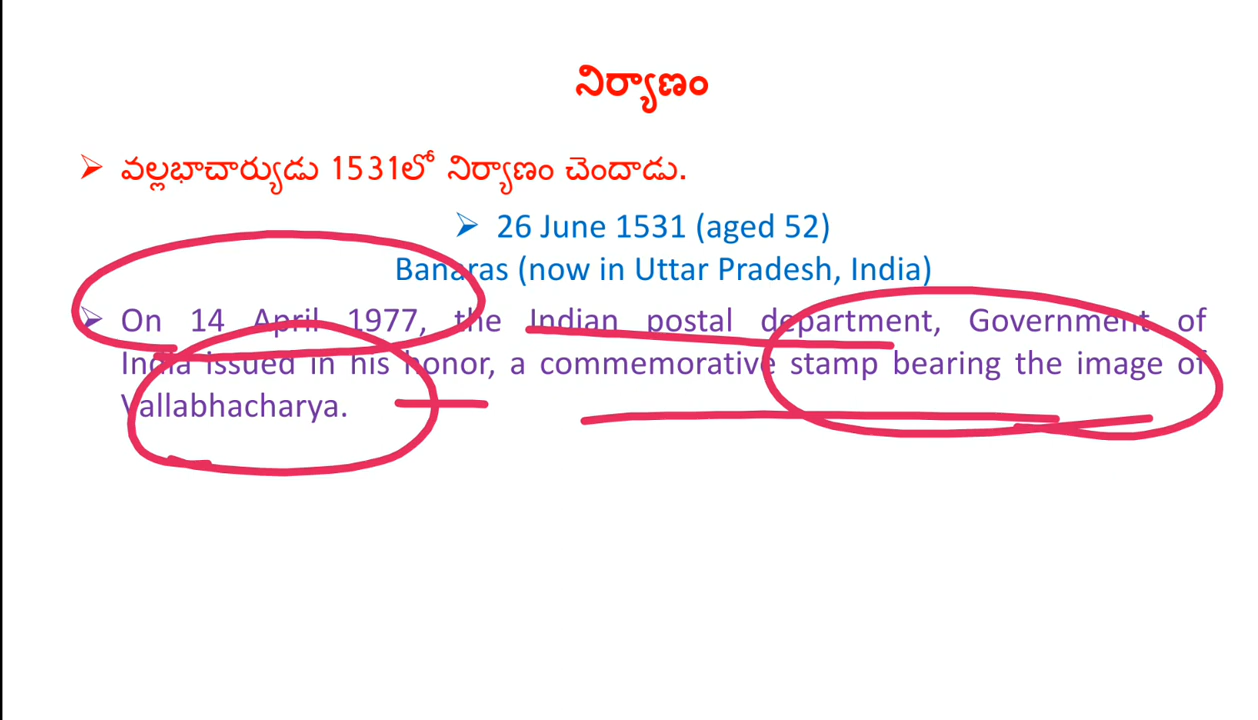 నిర్యాణం
➢ వల్లభాచార్యుడు 1531లో నిర్యాణం చెందాడు.
➢ 26 June 1531 (aged 52)
Banaras (now in Uttar Pradesh, India)
➢ On 14 April 1977, the Indian postal department, Government of
India issued in his honor, a commemorative stamp bearing the image of
Vallabhacharya.